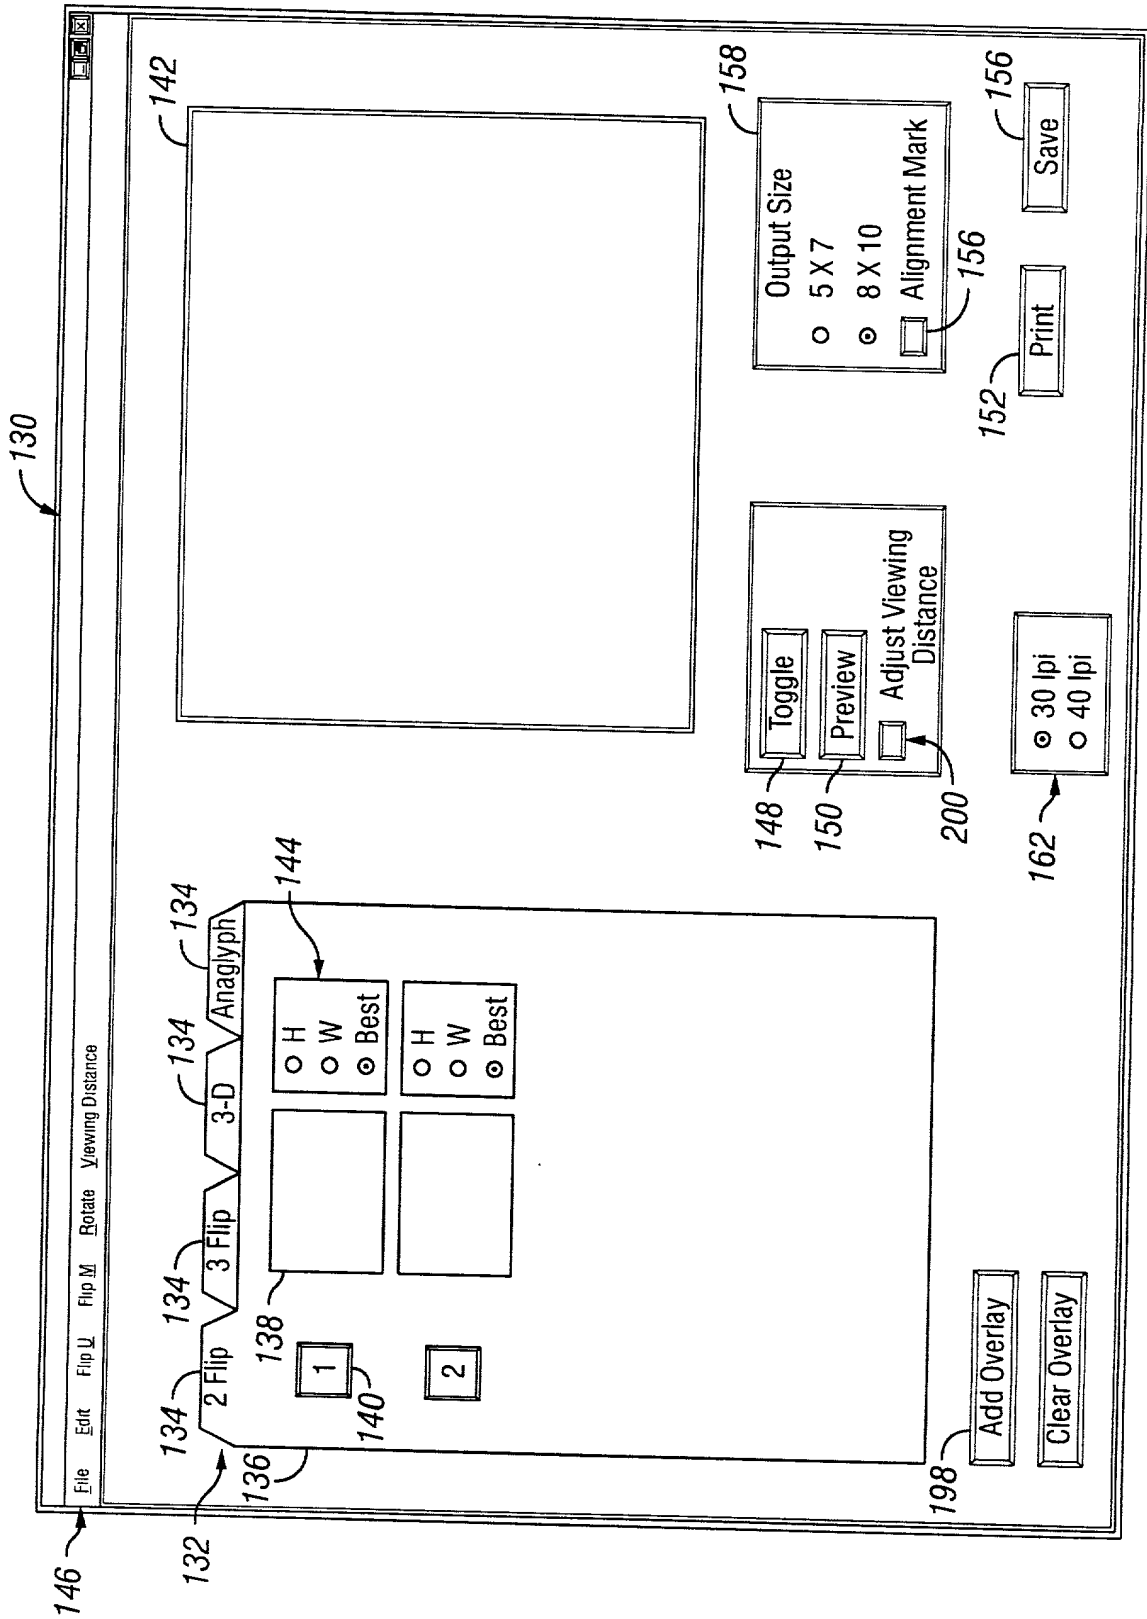 130
146
File Edit Flip U Flip M Rotate Viewing Distance
132
134
134
134
134
2 Flip
3 Flip
3-D
Anaglyph
136
138
140
144
1
H
W
Best
2
H
W
Best
142
148
Toggle
150
Preview
200
Adjust Viewing
Distance
158
Output Size
5 X 7
8 X 10
Alignment Mark
156
198
Add Overlay
Clear Overlay
162
30 lpi
40 lpi
152
Print
156
Save